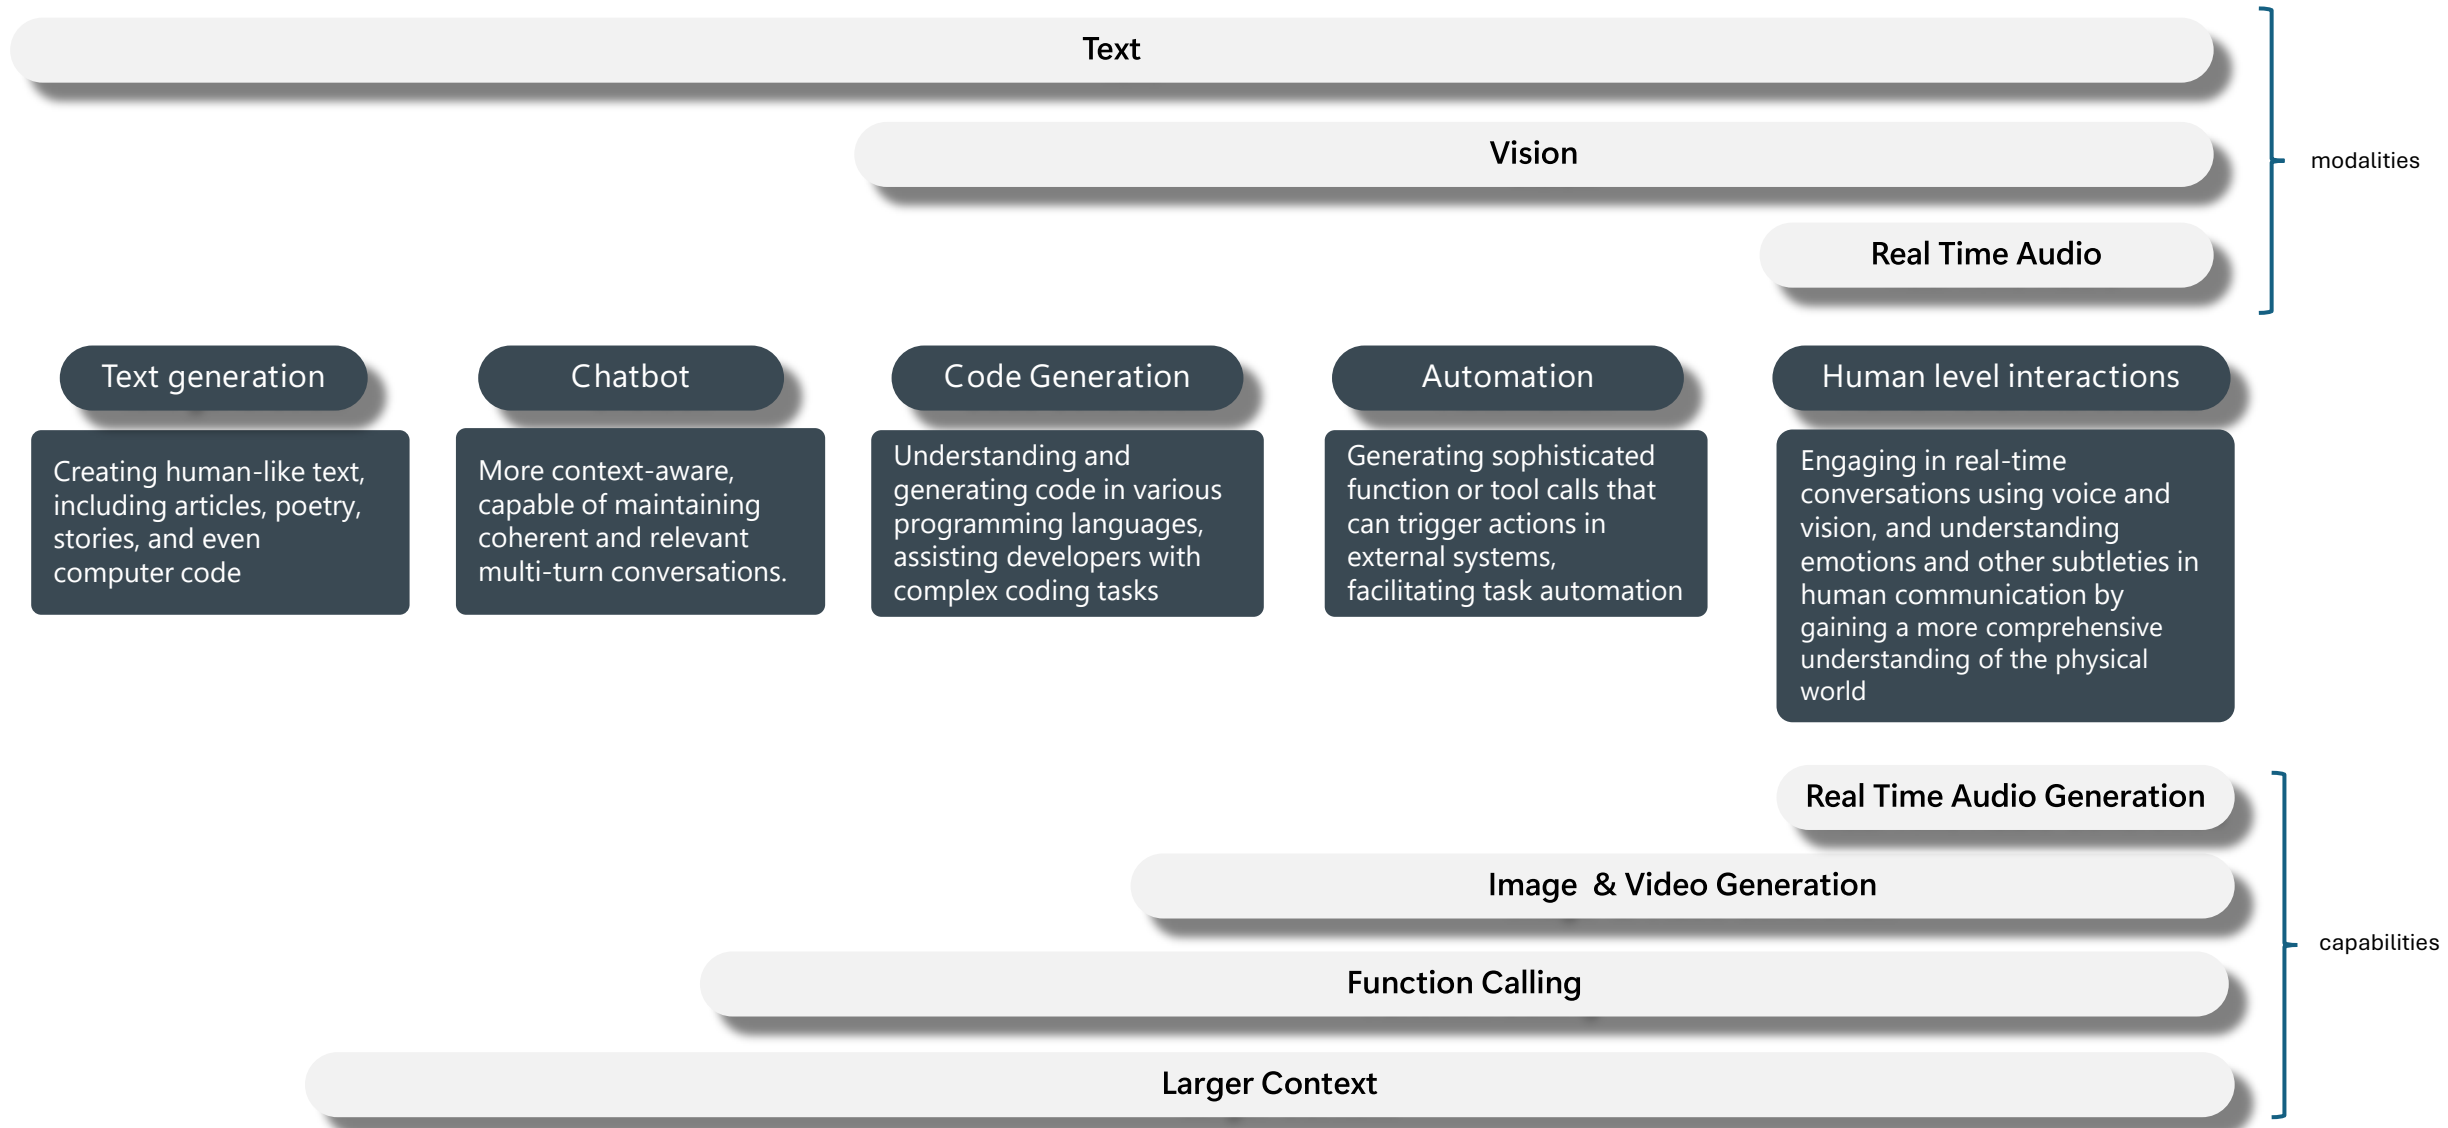 Text
Vision
modalities
Real Time Audio
Text generation
Creating human-like text,
including articles, poetry,
stories, and even
computer code
Chatbot
More context-aware,
capable of maintaining
coherent and relevant
multi-turn conversations.
Code Generation
Understanding and
generating code in various
programming languages,
assisting developers with
complex coding tasks
Automation
Generating sophisticated
function or tool calls that
can trigger actions in
external systems,
facilitating task automation
Human level interactions
Engaging in real-time
conversations using voice and
vision, and understanding
emotions and other subtleties in
human communication by
gaining a more comprehensive
understanding of the physical
world
Real Time Audio Generation
Image  & Video Generation
capabilities
Function Calling
Larger Context